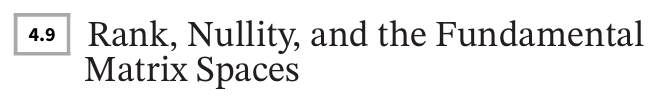 4.9 Rank, Nullity, and the Fundamental
Matrix Spaces